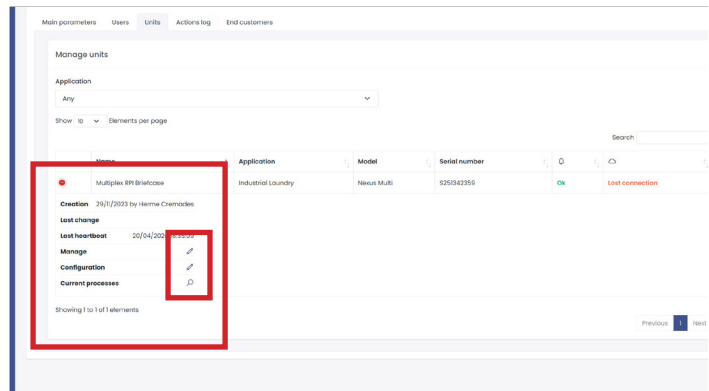 Main parameters Users Units Actions log End customers
Manage units
Application
Any
Show 10 Elements per page
Search
Name Application Model Serial number
Multiplex RPI Briefcase Industrial Laundry Nexus Multi S251342359 Ok Lost connection
Creation 29/11/2023 by Herme Cremades
Last change
Last heartbeat
Manage
Configuration
Current processes
Showing 1 to 1 of 1 elements
Previous 1 Next